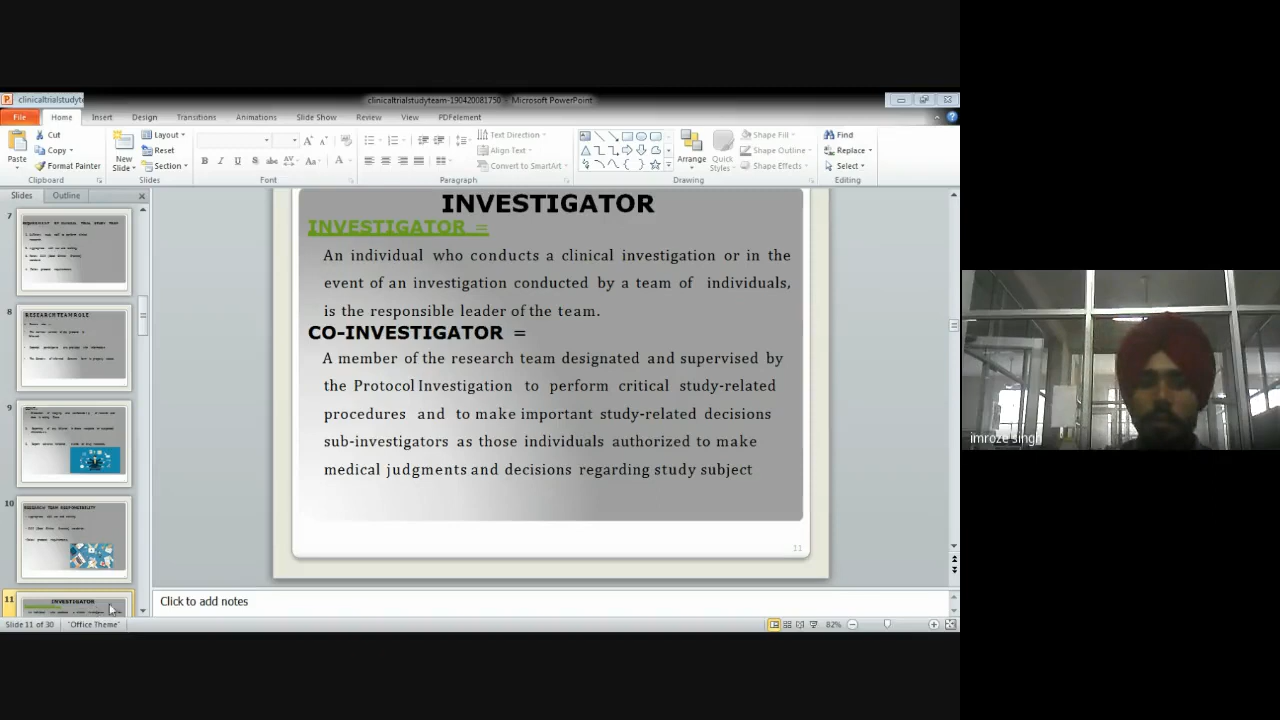 clinicaltrialstudyte
clinicaltrialstudyteam-190420081750 - Microsoft PowerPoint
File Home Insert Design Transitions Animations Slide Show Review View PDFelement
Cut
Copy
Format Painter
Paste
Clipboard
New Slide
Layout
Reset
Section
Slides
Font
Text Direction
Align Text
Convert to SmartArt
Paragraph
Arrange
Quick Styles
Shape Fill
Shape Outline
Shape Effects
Drawing
Find
Replace
Select
Editing
Slides Outline
7
8
RESEARCH TEAM ROLE
9
10
RESEARCH TEAM RESPONSIBILITY
11
INVESTIGATOR
INVESTIGATOR
INVESTIGATOR =
An individual who conducts a clinical investigation or in the
event of an investigation conducted by a team of individuals,
is the responsible leader of the team.
CO-INVESTIGATOR =
A member of the research team designated and supervised by
the Protocol Investigation to perform critical study-related
procedures and to make important study-related decisions
sub-investigators as those individuals authorized to make
medical judgments and decisions regarding study subject
11
Click to add notes
Slide 11 of 30 "Office Theme" 82%
imroze singh